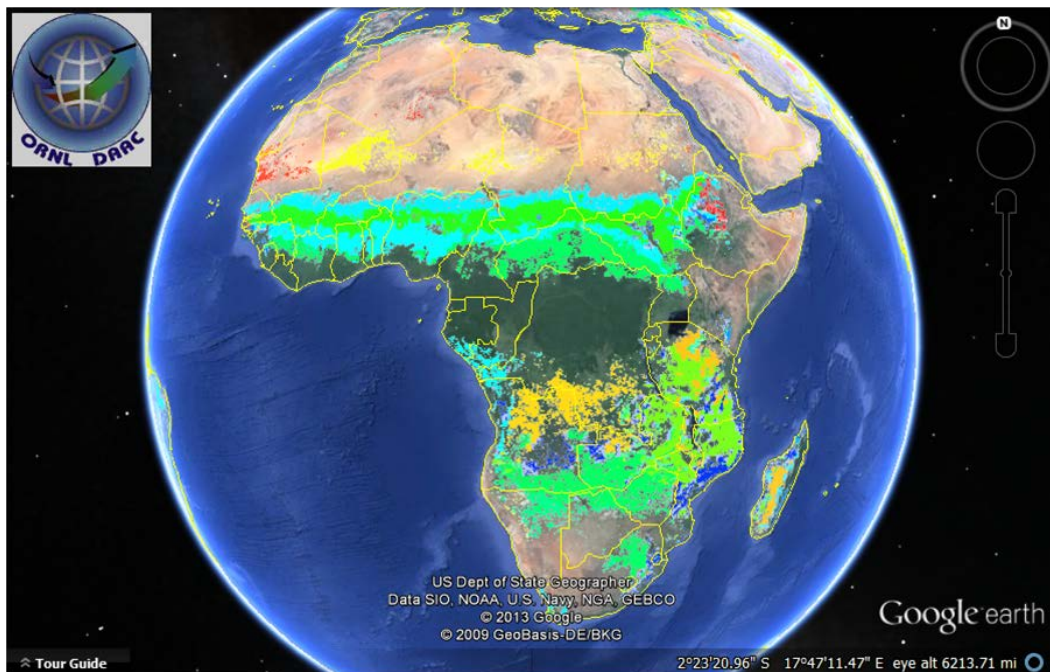 ORNL DAAC
N
US Dept of State Geographer
Data SIO, NOAA, U.S. Navy, NGA, GEBCO
© 2013 Google
© 2009 GeoBasis-DE/BKG
Google earth
Tour Guide
2°23'20.96" S 17°47'11.47" E eye alt 6213.71 mi